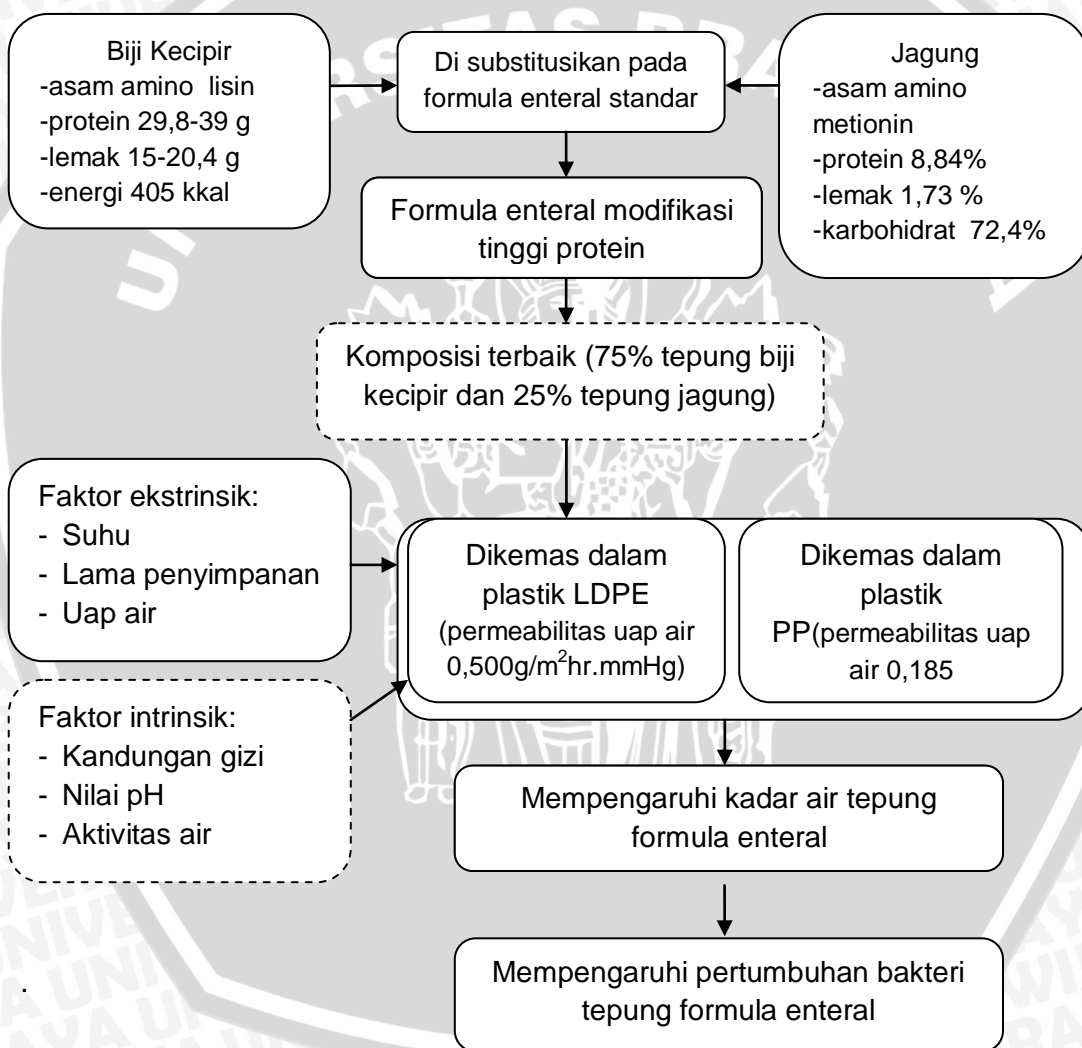 Biji Kecipir
-asam amino lisin
-protein 29,8-39 g
-lemak 15-20,4 g
-energi 405 kkal
Di substitusikan pada
formula enteral standar
Jagung
-asam amino
metionin
-protein 8,84%
-lemak 1,73 %
-karbohidrat 72,4%
Formula enteral modifikasi
tinggi protein
Komposisi terbaik (75% tepung biji
kecipir dan 25% tepung jagung)
Faktor ekstrinsik:
- Suhu
- Lama penyimpanan
- Uap air
Dikemas dalam
plastik LDPE
(permeabilitas uap air
0,500g/m²hr.mmHg)
Dikemas dalam
plastik
PP(permeabilitas uap
air 0,185
Faktor intrinsik:
- Kandungan gizi
- Nilai pH
- Aktivitas air
Mempengaruhi kadar air tepung
formula enteral
Mempengaruhi pertumbuhan bakteri
tepung formula enteral
.